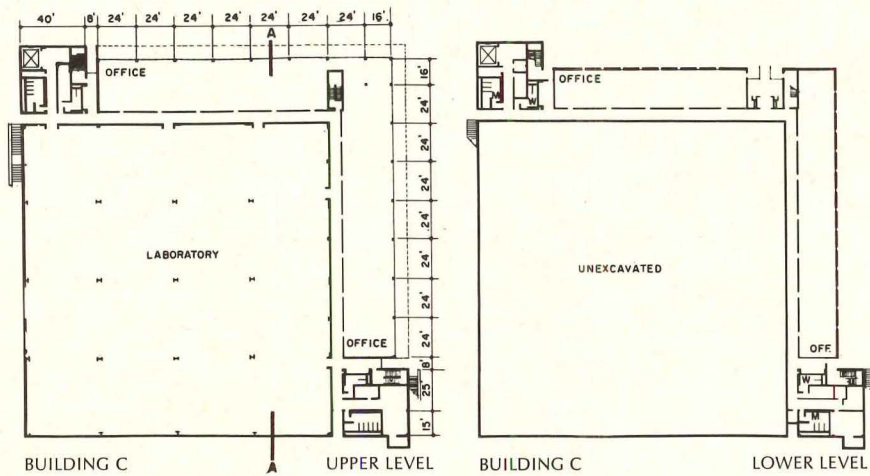 40' 8' 24' 24' 24' 24' 24' 24' 24' 16'
A
OFFICE
16'
24'
24'
24'
24'
24'
24'
24'
LABORATORY
OFFICE
8'
25'
15'
A
BUILDING C UPPER LEVEL
OFFICE
M W
UNEXCAVATED
OFF.
W
M
BUILDING C LOWER LEVEL